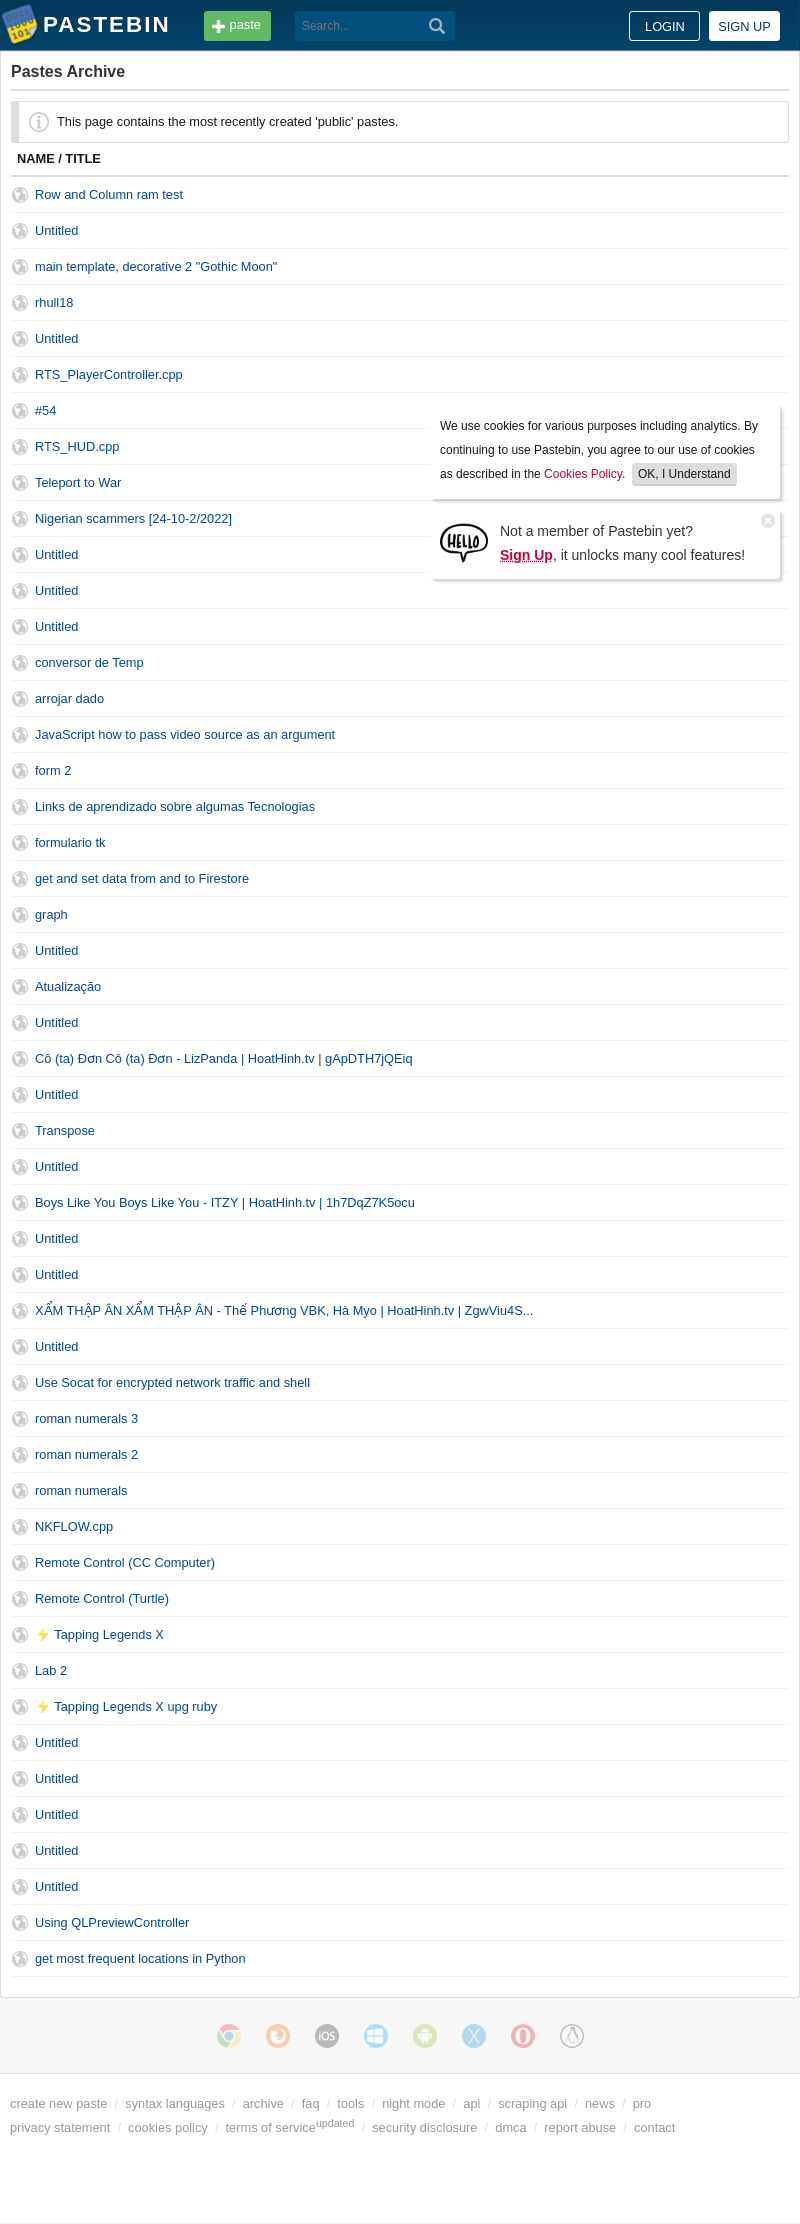 PASTEBIN
paste
Search...
LOGIN
SIGN UP
Pastes Archive
This page contains the most recently created 'public' pastes.
NAME / TITLE
Row and Column ram test
Untitled
main template, decorative 2 "Gothic Moon"
rhull18
Untitled
RTS_PlayerController.cpp
#54
RTS_HUD.cpp
Teleport to War
Nigerian scammers [24-10-2/2022]
Untitled
Untitled
Untitled
conversor de Temp
arrojar dado
JavaScript how to pass video source as an argument
form 2
Links de aprendizado sobre algumas Tecnologias
formulario tk
get and set data from and to Firestore
graph
Untitled
Atualização
Untitled
Cô (ta) Đơn Cô (ta) Đơn - LizPanda | HoatHinh.tv | gApDTH7jQEiq
Untitled
Transpose
Untitled
Boys Like You Boys Like You - ITZY | HoatHinh.tv | 1h7DqZ7K5ocu
Untitled
Untitled
XẨM THẬP ÂN XẨM THẬP ÂN - Thế Phương VBK, Hà Myo | HoatHinh.tv | ZgwViu4S...
Untitled
Use Socat for encrypted network traffic and shell
roman numerals 3
roman numerals 2
roman numerals
NKFLOW.cpp
Remote Control (CC Computer)
Remote Control (Turtle)
⚡ Tapping Legends X
Lab 2
⚡ Tapping Legends X upg ruby
Untitled
Untitled
Untitled
Untitled
Untitled
Using QLPreviewController
get most frequent locations in Python
We use cookies for various purposes including analytics. By
continuing to use Pastebin, you agree to our use of cookies
as described in the Cookies Policy. OK, I Understand
HELLO
Not a member of Pastebin yet?
Sign Up, it unlocks many cool features!
iOS
create new paste / syntax languages / archive / faq / tools / night mode / api / scraping api / news / pro
privacy statement / cookies policy / terms of serviceupdated / security disclosure / dmca / report abuse / contact